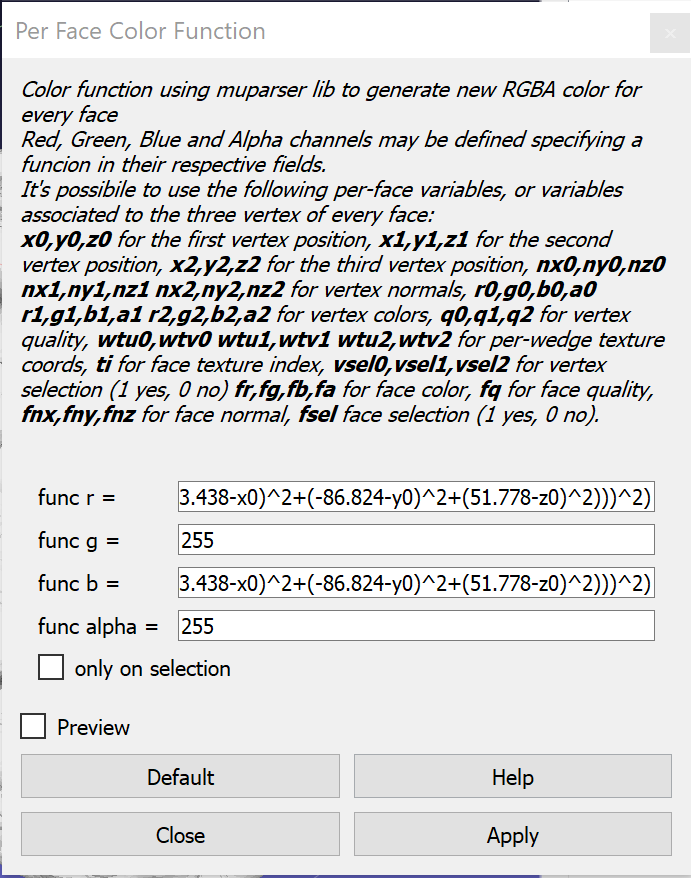 Per Face Color Function
×
Color function using muparser lib to generate new RGBA color for
every face
Red, Green, Blue and Alpha channels may be defined specifying a
funcion in their respective fields.
It's possibile to use the following per-face variables, or variables
associated to the three vertex of every face:
x0,y0,z0 for the first vertex position, x1,y1,z1 for the second
vertex position, x2,y2,z2 for the third vertex position, nx0,ny0,nz0
nx1,ny1,nz1 nx2,ny2,nz2 for vertex normals, r0,g0,b0,a0
r1,g1,b1,a1 r2,g2,b2,a2 for vertex colors, q0,q1,q2 for vertex
quality, wtu0,wtv0 wtu1,wtv1 wtu2,wtv2 for per-wedge texture
coords, ti for face texture index, vsel0,vsel1,vsel2 for vertex
selection (1 yes, 0 no) fr,fg,fb,fa for face color, fq for face quality,
fnx,fny,fnz for face normal, fsel face selection (1 yes, 0 no).
func r = 3.438-x0)^2+(-86.824-y0)^2+(51.778-z0)^2)))^2)
func g = 255
func b = 3.438-x0)^2+(-86.824-y0)^2+(51.778-z0)^2)))^2)
func alpha = 255
only on selection
Preview
Default Help
Close Apply